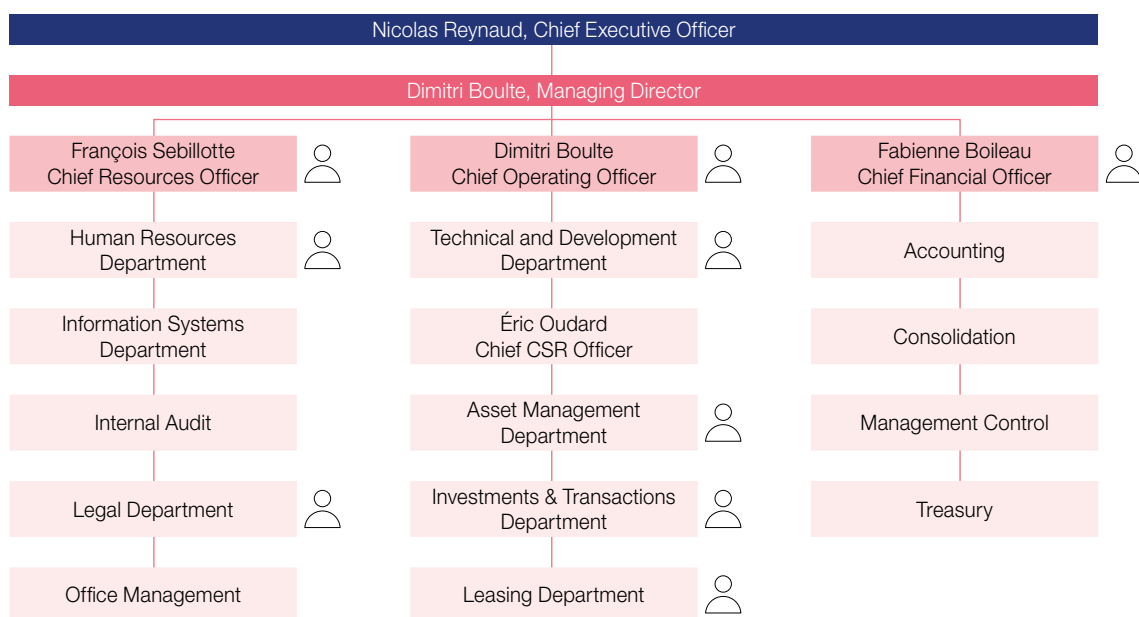 Nicolas Reynaud, Chief Executive Officer
Dimitri Boulte, Managing Director
François Sebillotte
Chief Resources Officer
Human Resources
Department
Information Systems
Department
Internal Audit
Legal Department
Office Management
Dimitri Boulte
Chief Operating Officer
Technical and Development
Department
Éric Oudard
Chief CSR Officer
Asset Management
Department
Investments & Transactions
Department
Leasing Department
Fabienne Boileau
Chief Financial Officer
Accounting
Consolidation
Management Control
Treasury